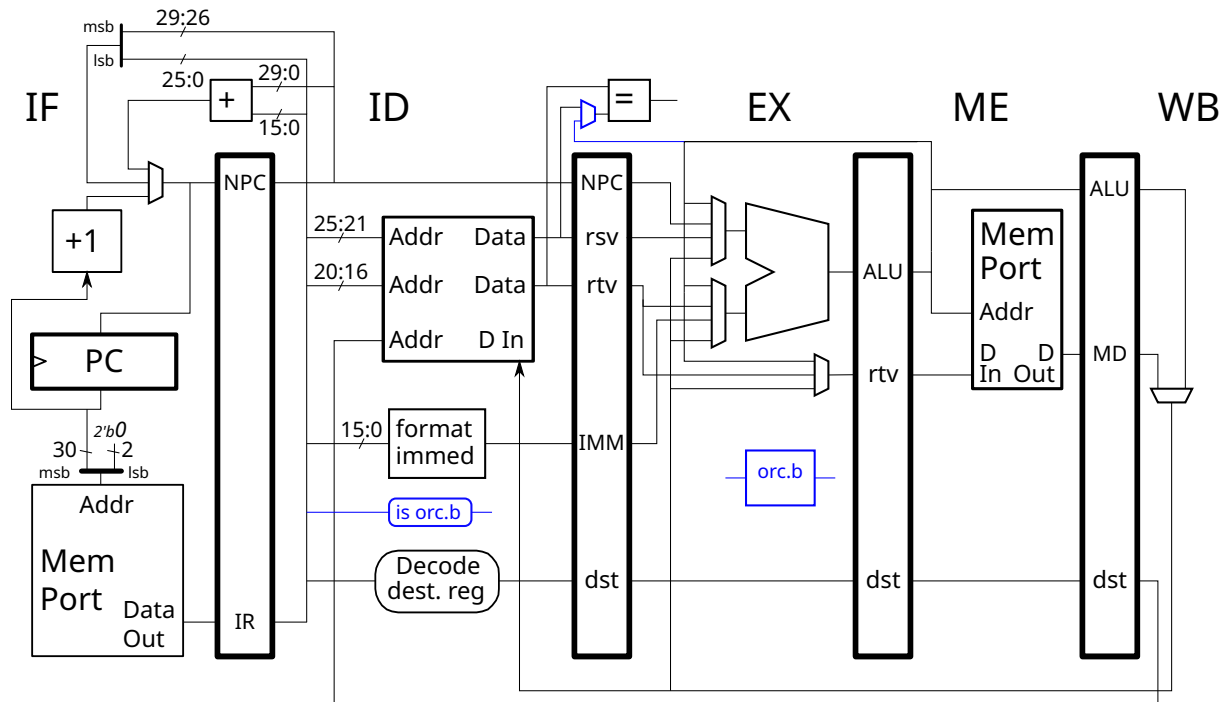 29:26
msb
lsb
25:0
29:0
15:0
+
=
IF
ID
EX
ME
WB
NPC
NPC
ALU
+1
25:21
Addr
Data
rsv
20:16
Addr
Data
rtv
ALU
Mem
Port
Addr
Addr
D In
PC
D
D
In
Out
MD
rtv
2'b0
30
2
msb
lsb
15:0
format
immed
IMM
orc.b
Addr
is orc.b
Mem
Port
Data
Out
IR
Decode
dest. reg
dst
dst
dst